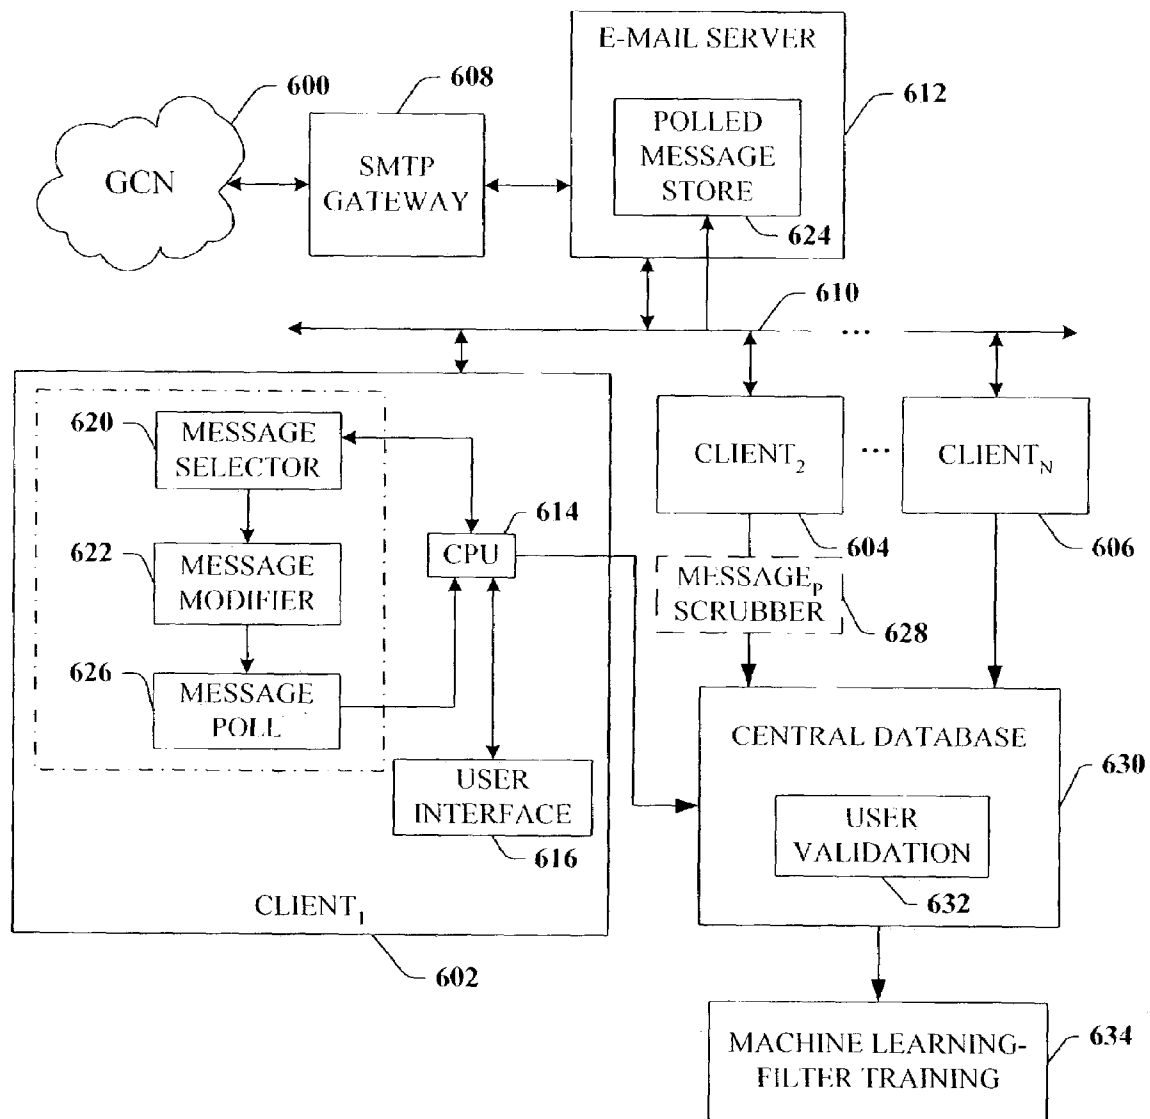 E-MAIL SERVER
600
608
612
POLLED
MESSAGE
STORE
GCN
SMTP
GATEWAY
624
610
...
620
MESSAGE
SELECTOR
CLIENT2
...
CLIENTN
614
CPU
604
606
622
MESSAGE
MODIFIER
MESSAGEP
SCRUBBER
628
626
MESSAGE
POLL
CENTRAL DATABASE
630
USER
INTERFACE
616
USER
VALIDATION
632
CLIENT1
602
MACHINE LEARNING-
FILTER TRAINING
634